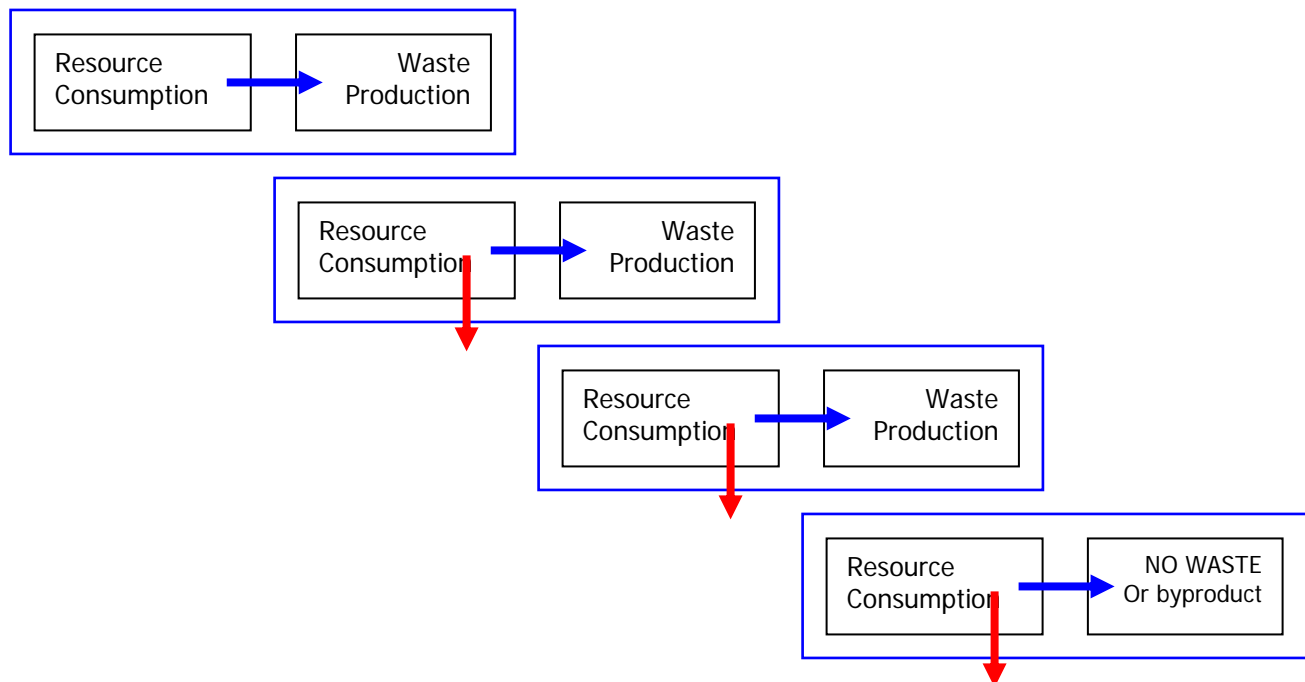 Resource
Consumption
Waste
Production
Resource
Consumption
Waste
Production
Resource
Consumption
Waste
Production
Resource
Consumption
NO WASTE
Or byproduct